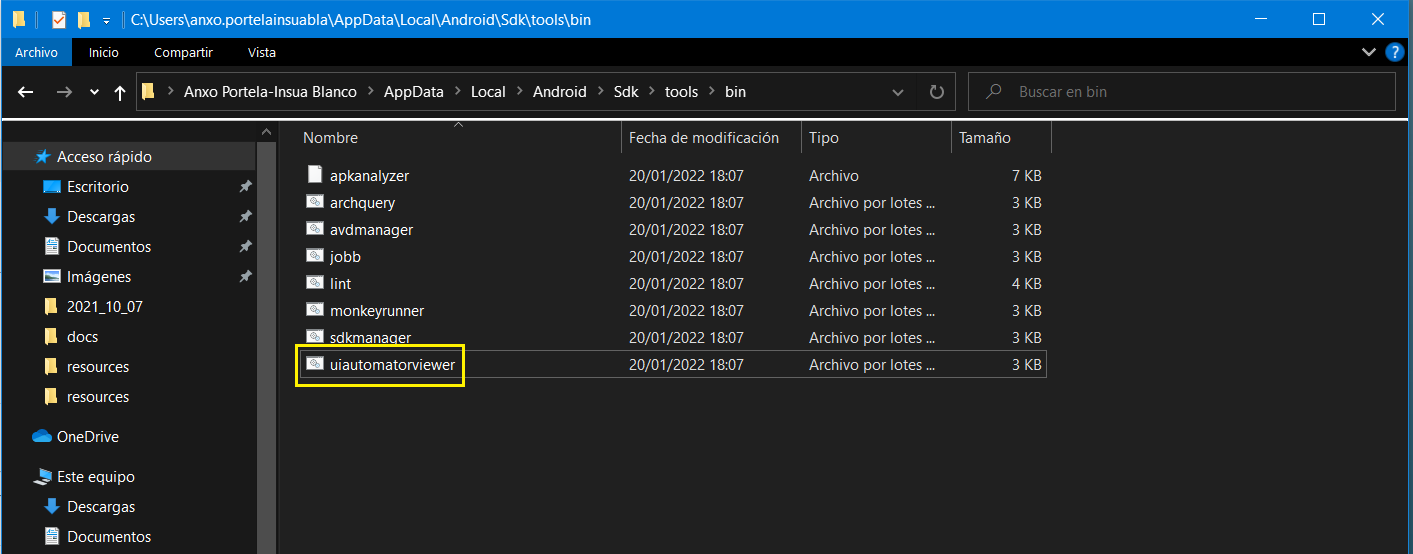 C:\Users\anxo.portelainsuabla\AppData\Local\Android\Sdk\tools\bin
Archivo Inicio Compartir Vista
Anxo Portela-Insua Blanco AppData Local Android Sdk tools bin Buscar en bin
Nombre Fecha de modificación Tipo Tamaño
Acceso rápido
Escritorio
Descargas
Documentos
Imágenes
2021_10_07
docs
resources
resources
OneDrive
Este equipo
Descargas
Documentos
apkanalyzer 20/01/2022 18:07 Archivo 7 KB
archquery 20/01/2022 18:07 Archivo por lotes ... 3 KB
avdmanager 20/01/2022 18:07 Archivo por lotes ... 3 KB
jobb 20/01/2022 18:07 Archivo por lotes ... 3 KB
lint 20/01/2022 18:07 Archivo por lotes ... 4 KB
monkeyrunner 20/01/2022 18:07 Archivo por lotes ... 3 KB
sdkmanager 20/01/2022 18:07 Archivo por lotes ... 3 KB
uiautomatorviewer 20/01/2022 18:07 Archivo por lotes ... 3 KB